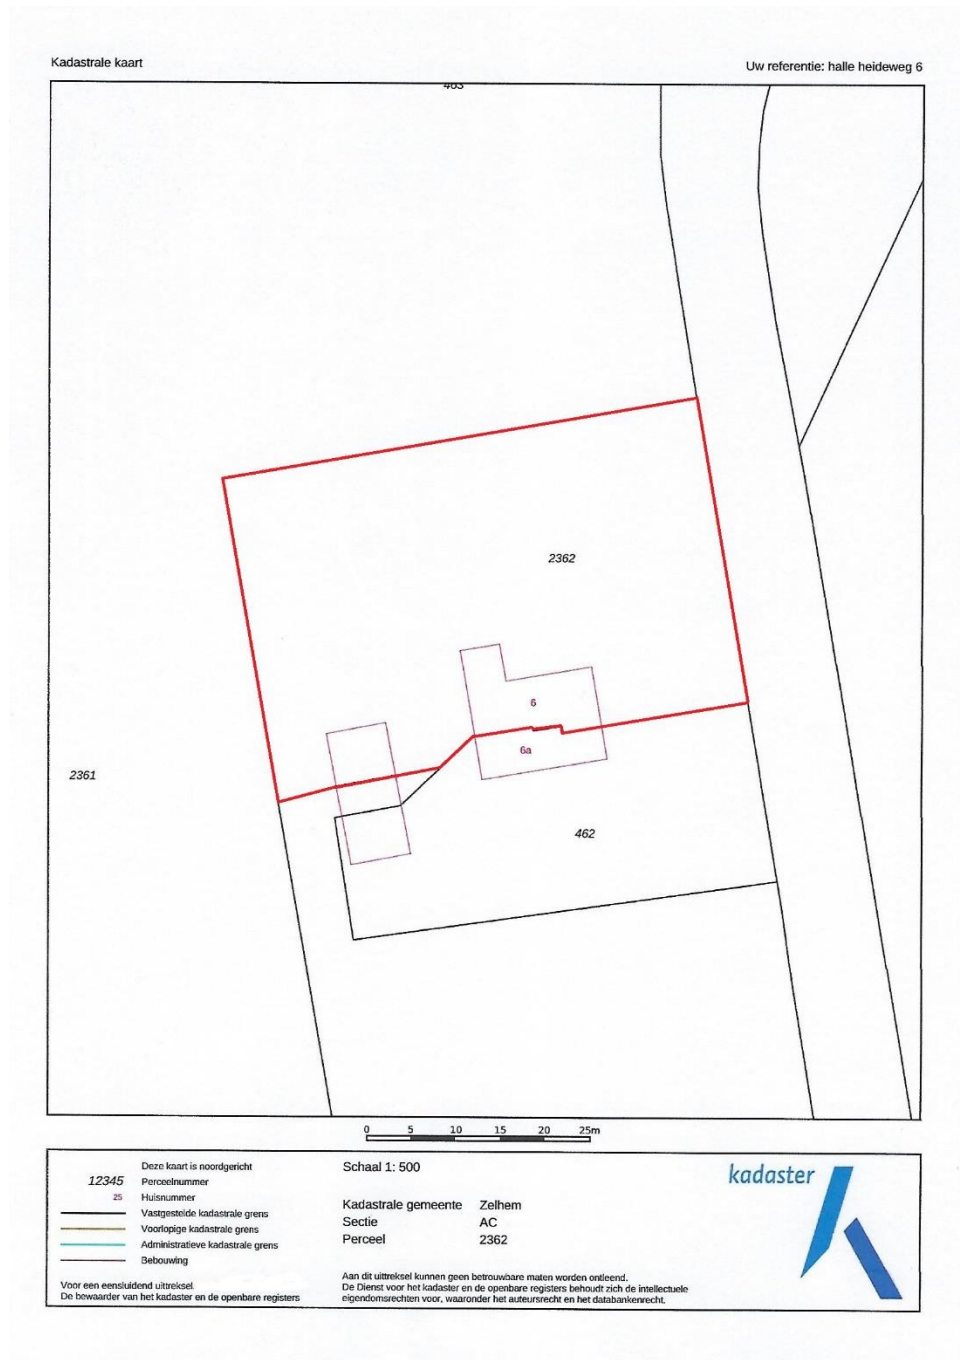 Kadastrale kaart
Uw referentie: halle heideweg 6
463
2362
6
6a
2361
462
0 5 10 15 20 25m
Deze kaart is noordgericht
12345 Perceelnummer
25 Huisnummer
Vastgestelde kadastrale grens
Voorlopige kadastrale grens
Administratieve kadastrale grens
Bebouwing
Voor een eensluidend uittreksel
De bewaarder van het kadaster en de openbare registers
Schaal 1: 500
Kadastrale gemeente Zelhem
Sectie AC
Perceel 2362
Aan dit uittreksel kunnen geen betrouwbare maten worden ontleend.
De Dienst voor het kadaster en de openbare registers behoudt zich de intellectuele
eigendomsrechten voor, waaronder het auteursrecht en het databankenrecht.
kadaster